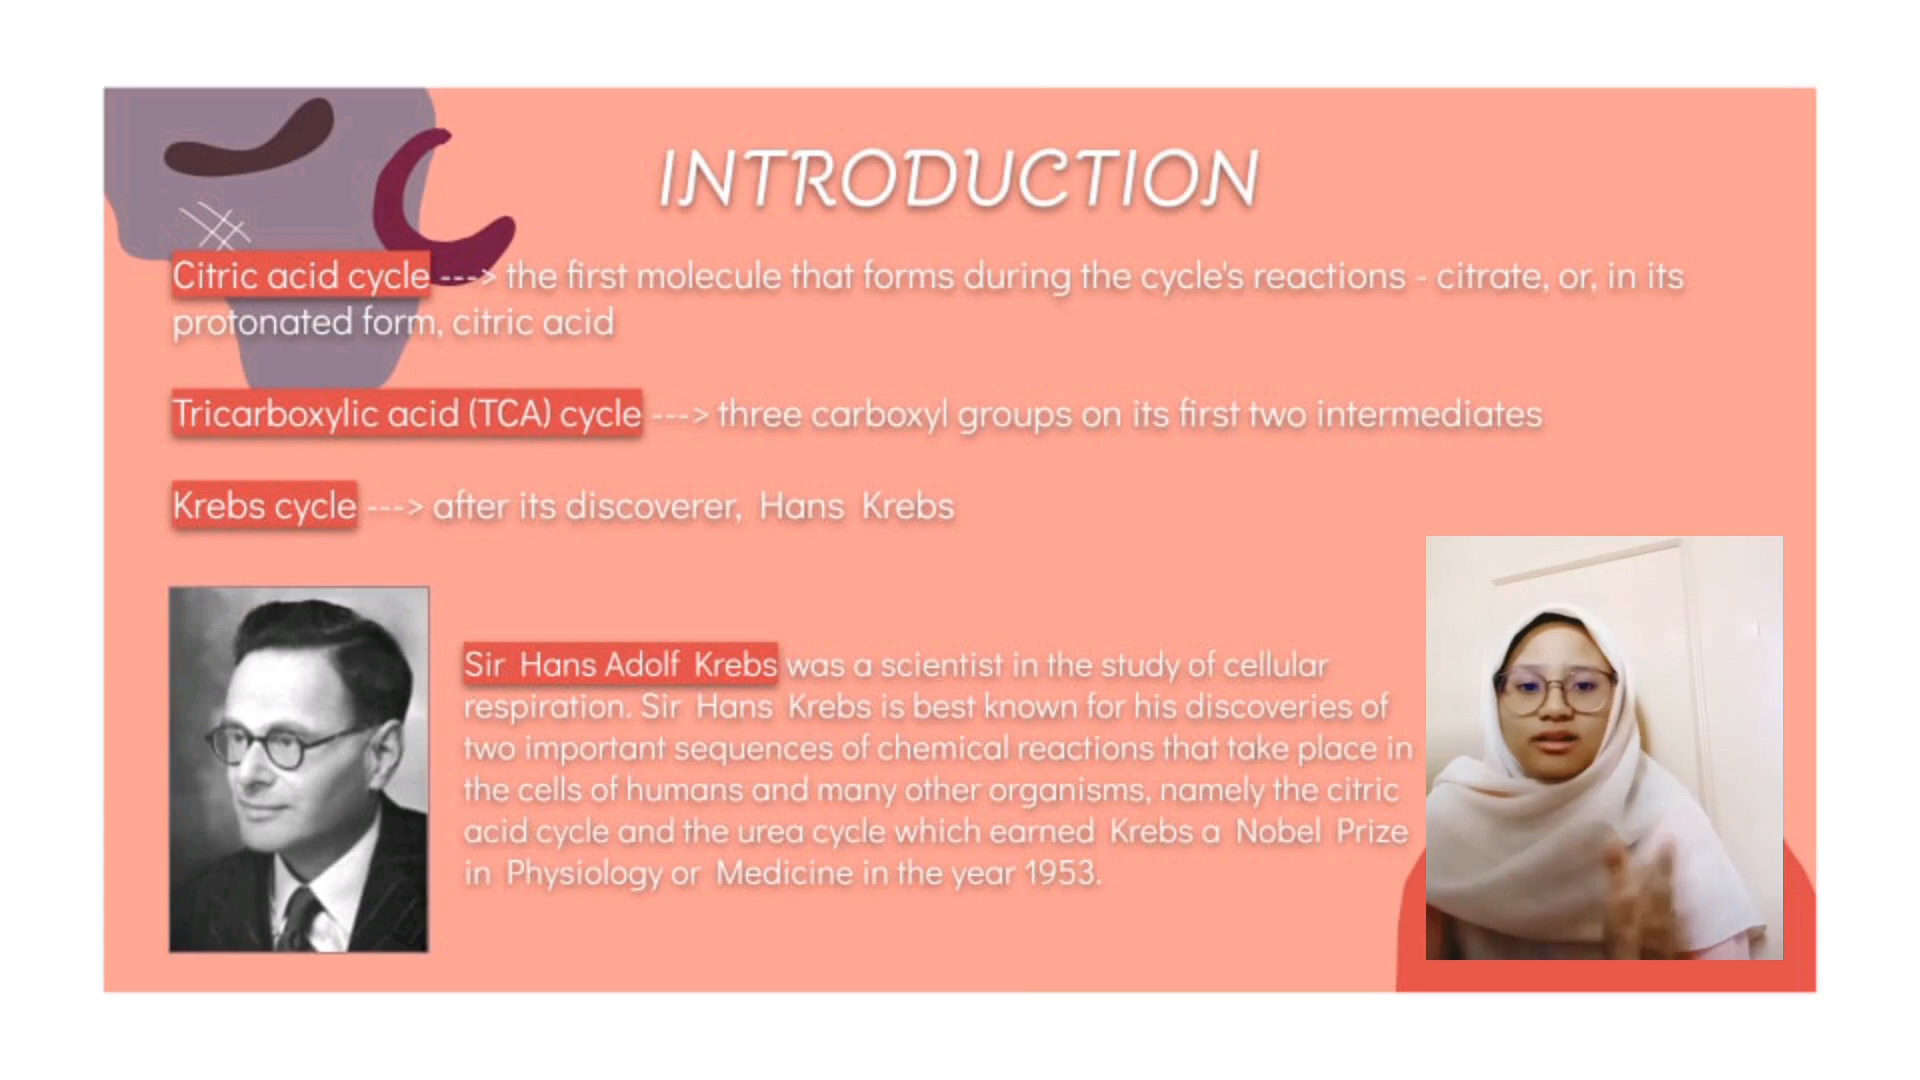 INTRODUCTION
Citric acid cycle ---> the first molecule that forms during the cycle's reactions - citrate, or, in its
protonated form, citric acid
Tricarboxylic acid (TCA) cycle ---> three carboxyl groups on its first two intermediates
Krebs cycle ---> after its discoverer, Hans Krebs
Sir Hans Adolf Krebs was a scientist in the study of cellular
respiration. Sir Hans Krebs is best known for his discoveries of
two important sequences of chemical reactions that take place in
the cells of humans and many other organisms, namely the citric
acid cycle and the urea cycle which earned Krebs a Nobel Prize
in Physiology or Medicine in the year 1953.